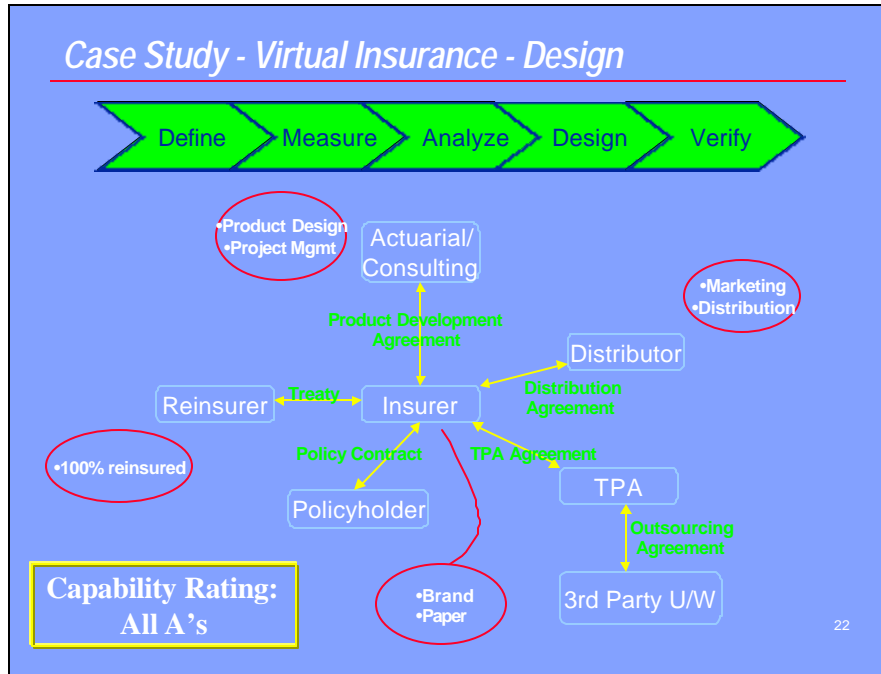 Case Study - Virtual Insurance - Design
Define
Measure
Analyze
Design
Verify
•Product Design
•Project Mgmt
Actuarial/
Consulting
•Marketing
•Distribution
Product Development
Agreement
Distributor
Treaty
Reinsurer
Insurer
Distribution
Agreement
•100% reinsured
Policy Contract
TPA Agreement
TPA
Policyholder
Outsourcing
Agreement
Capability Rating:
All A's
•Brand
•Paper
3rd Party U/W
22